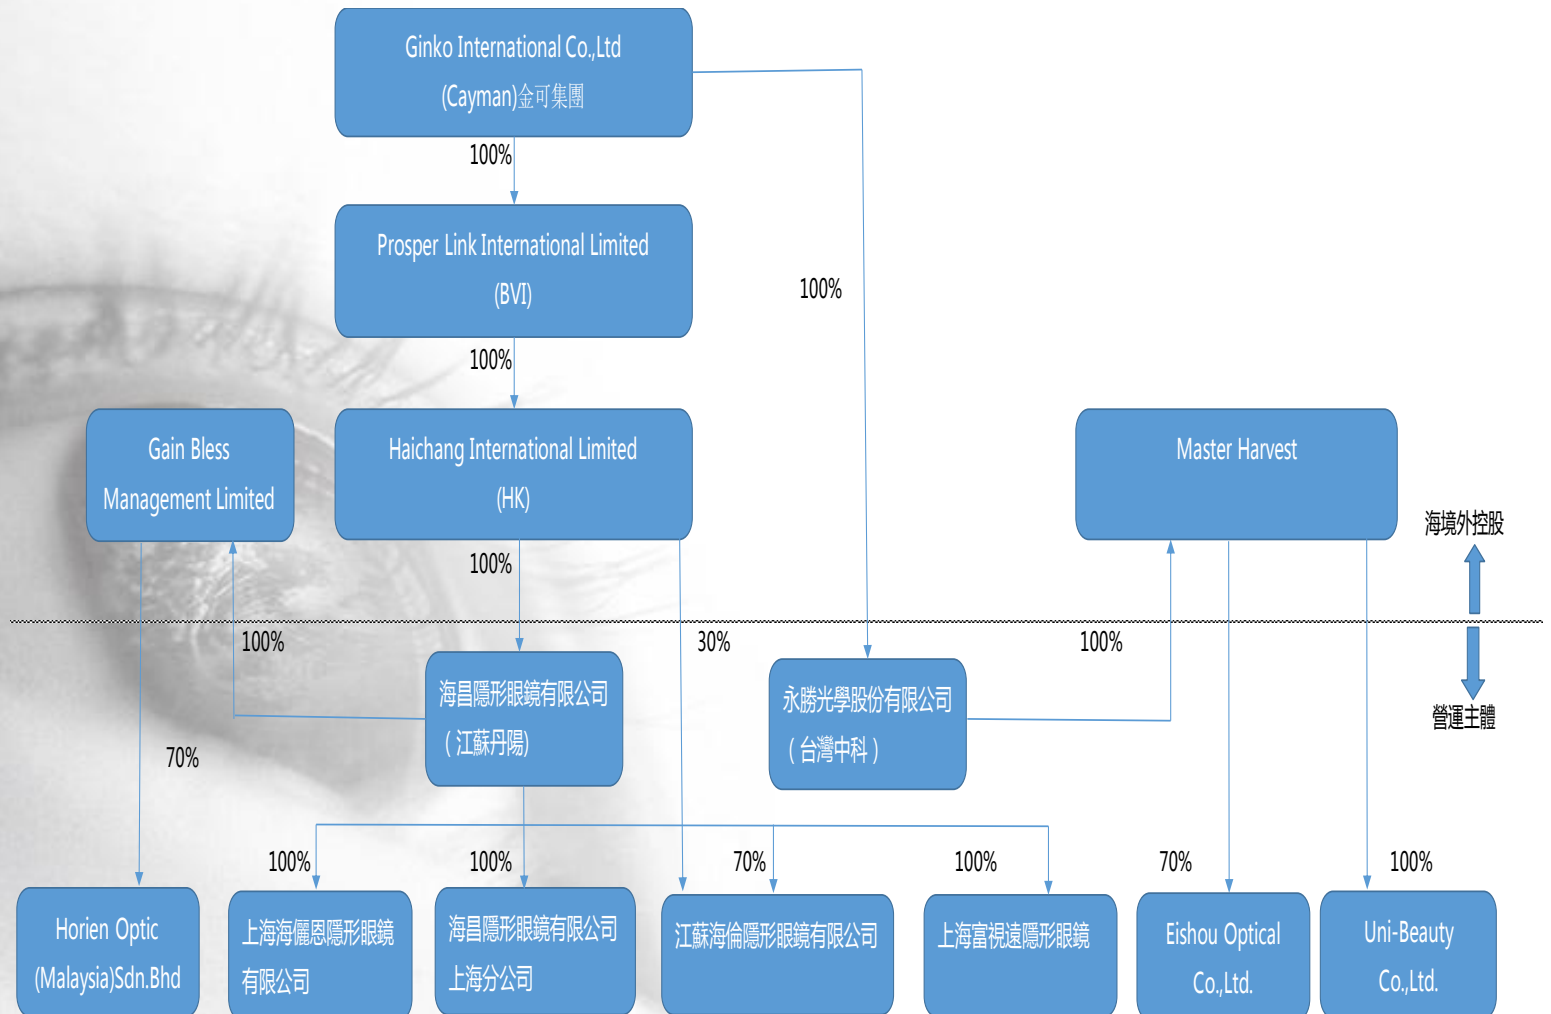 Ginko International Co.,Ltd
(Cayman)金可集團
100%
Prosper Link International Limited
(BVI)
100%
100%
Gain Bless
Management Limited
Haichang International Limited
(HK)
Master Harvest
海境外控股
100%
100%
30%
100%
海昌隱形眼鏡有限公司
（江蘇丹陽)
永勝光學股份有限公司
（台灣中科）
營運主體
70%
100%
100%
70%
100%
70%
100%
Horien Optic
(Malaysia)Sdn.Bhd
上海海儷恩隱形眼鏡
有限公司
海昌隱形眼鏡有限公司
上海分公司
江蘇海倫隱形眼鏡有限公司
上海富視遠隱形眼鏡
Eishou Optical
Co.,Ltd.
Uni-Beauty
Co.,Ltd.